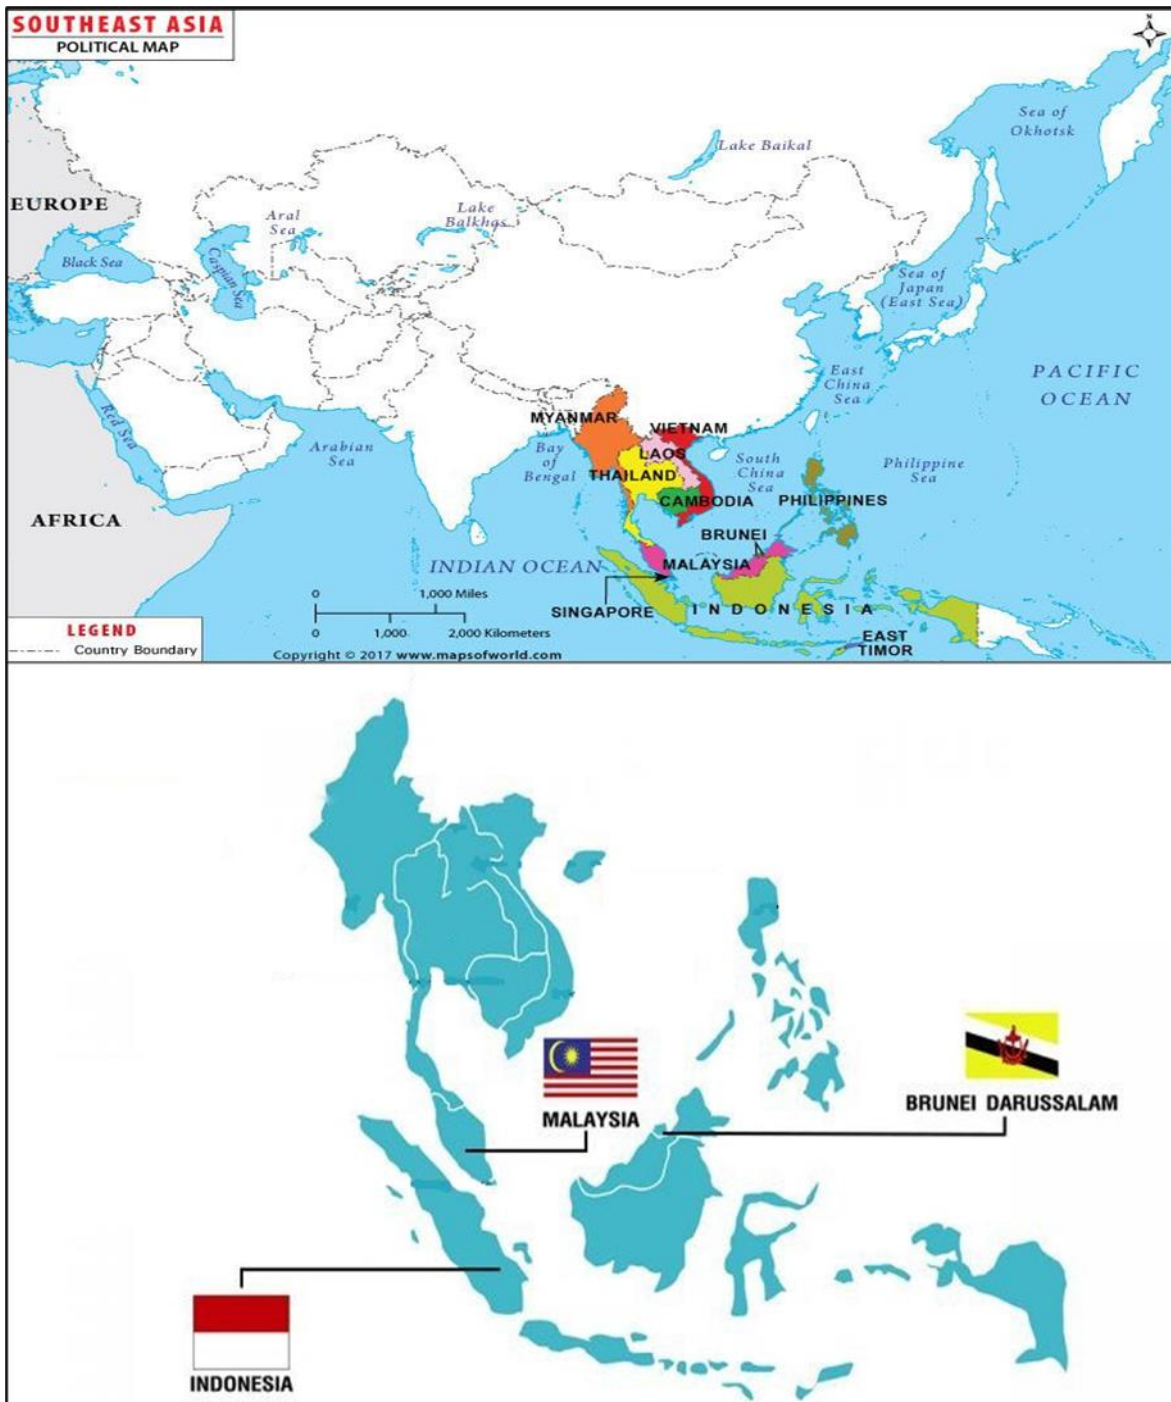 SOUTHEAST ASIA
POLITICAL MAP
N
Sea of
Okhotsk
Lake Baikal
EUROPE
Aral
Sea
Lake
Balkhas
Black Sea
Caspian Sea
Sea of
Japan
(East Sea)
PACIFIC
OCEAN
East
China
Sea
Red Sea
Arabian
Sea
MYANMAR
VIETNAM
Bay
of
Bengal
LAOS
THAILAND
South
China
Sea
Philippine
Sea
CAMBODIA
PHILIPPINES
AFRICA
BRUNEI
INDIAN OCEAN
MALAYSIA
SINGAPORE
INDONESIA
EAST
TIMOR
0 1,000 Miles
0 1,000 2,000 Kilometers
LEGEND
Country Boundary
Copyright © 2017 www.mapsofworld.com
MALAYSIA
BRUNEI DARUSSALAM
INDONESIA